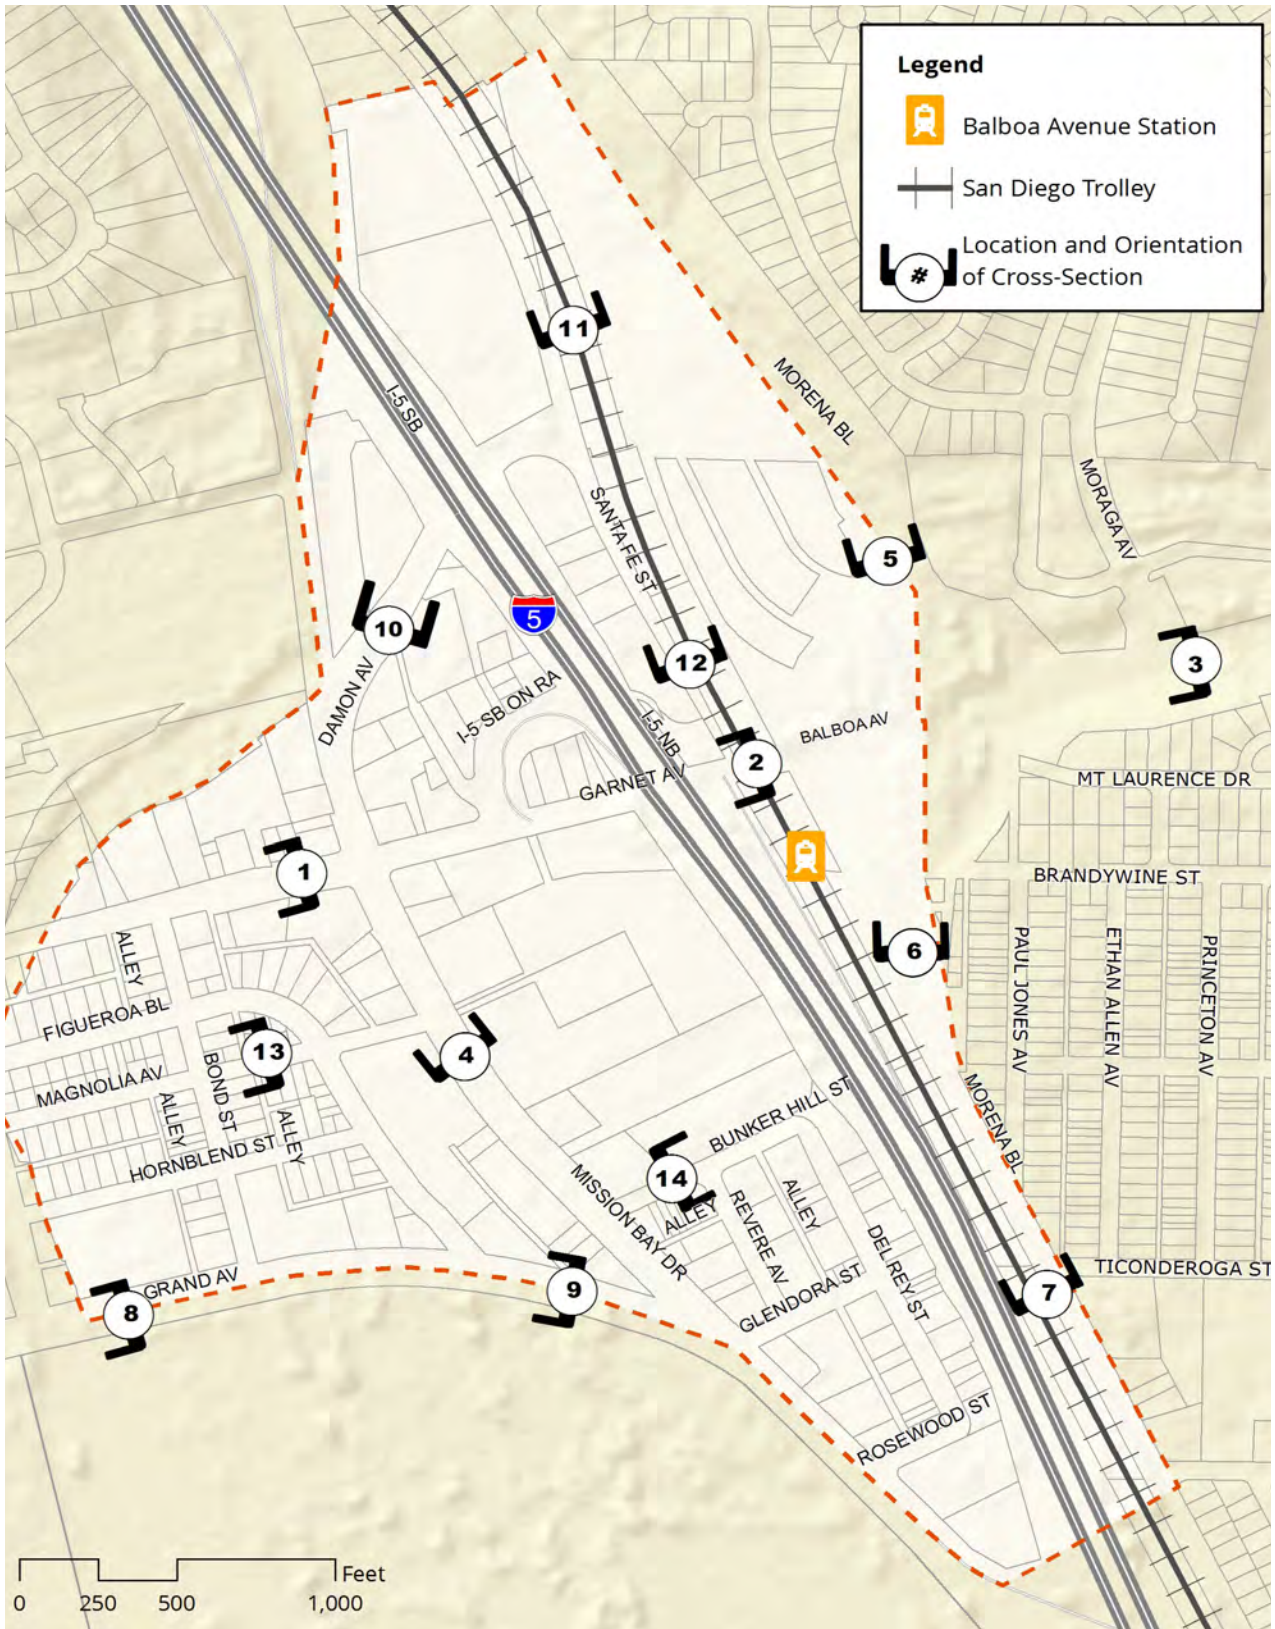 Legend
Balboa Avenue Station
San Diego Trolley
#
Location and Orientation
of Cross-Section
11
I-5 SB
MORENA BL
MORAGA AV
SANTA FE ST
5
5
10
3
12
DAMON AV
I-5 SB ON RA
I-5 NB
BALBOA AV
2
GARNET AV
MT LAURENCE DR
1
BRANDYWINE ST
ALLEY
6
PAUL JONES AV
ETHAN ALLEN AV
PRINCETON AV
FIGUEROA BL
13
4
MAGNOLIA AV
BOND ST
ALLEY
ALLEY
HORNBLEND ST
BUNKER HILL ST
MORENA BL
14
MISSION BAY DR
ALLEY
REVERE AV
ALLEY
DEL REY ST
GRAND AV
8
9
GLENDORA ST
7
TICONDEROGA ST
ROSEWOOD ST
Feet
0 250 500 1,000